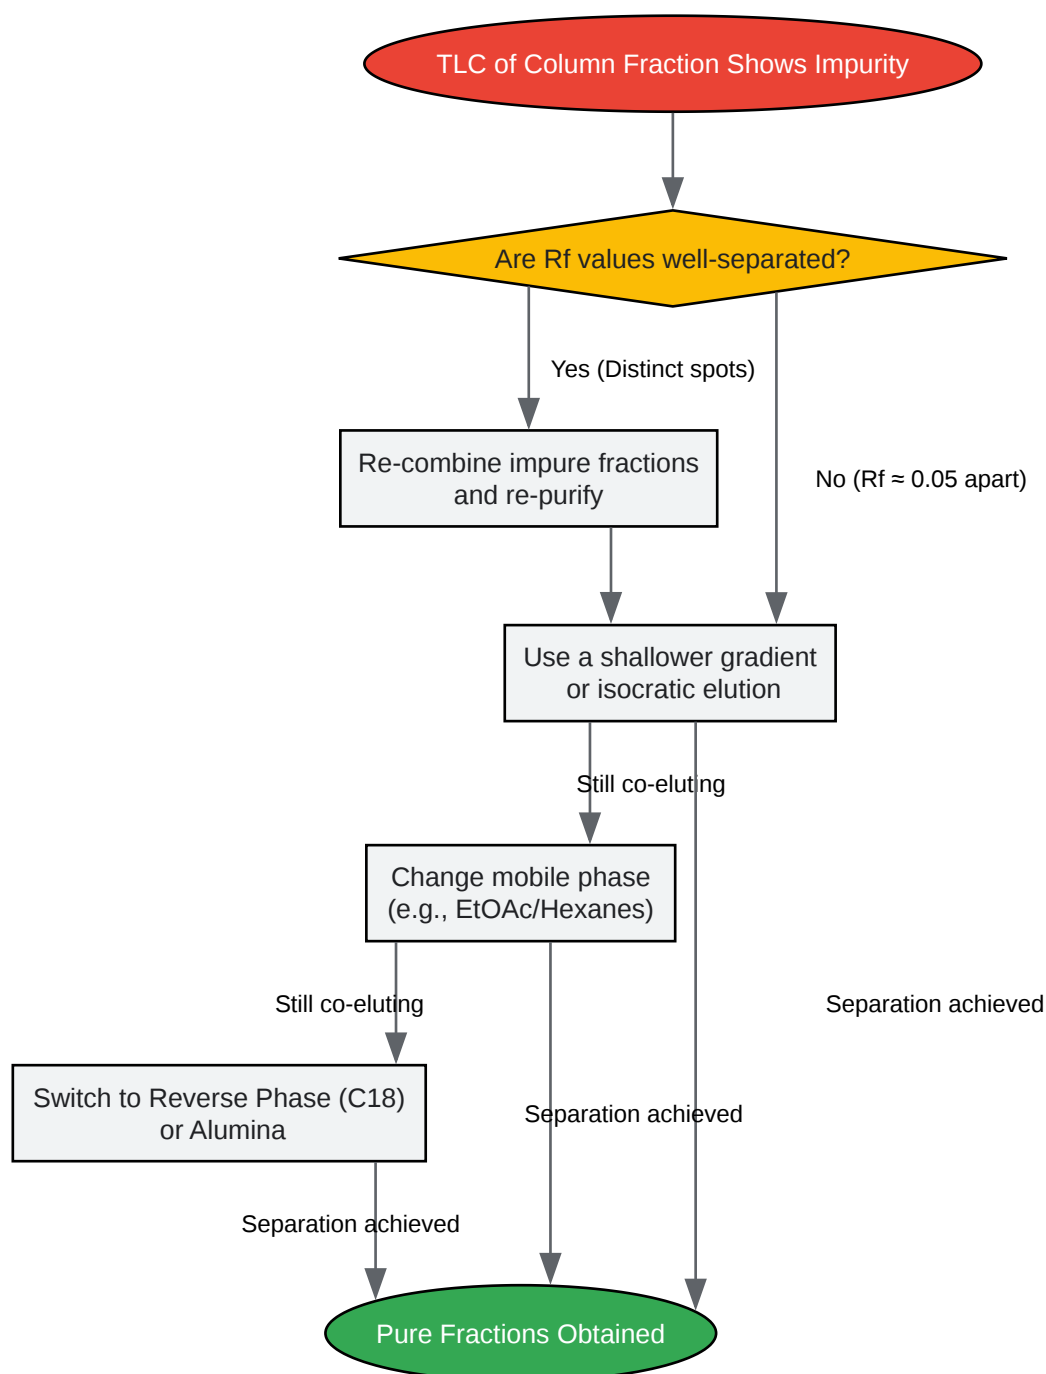 TLC of Column Fraction Shows Impurity
Are Rf values well-separated?
Yes (Distinct spots)
Re-combine impure fractions
and re-purify
No (Rf ≈ 0.05 apart)
Use a shallower gradient
or isocratic elution
Still co-eluting
Change mobile phase
(e.g., EtOAc/Hexanes)
Still co-eluting
Separation achieved
Switch to Reverse Phase (C18)
or Alumina
Separation achieved
Separation achieved
Pure Fractions Obtained